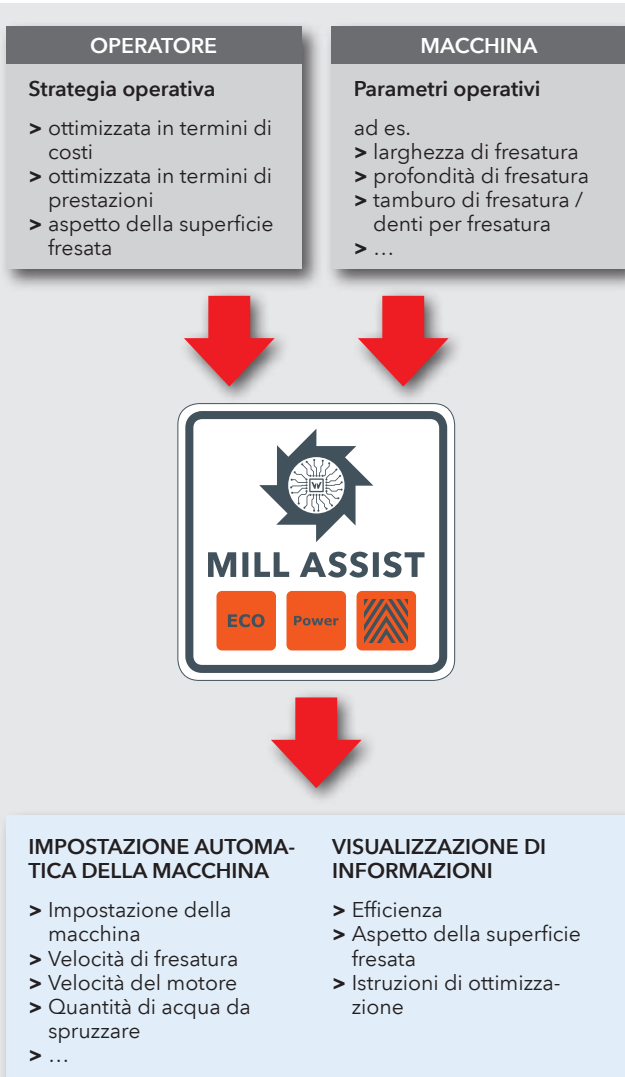 OPERATORE
Strategia operativa
> ottimizzata in termini di
costi
> ottimizzata in termini di
prestazioni
> aspetto della superficie
fresata
MACCHINA
Parametri operativi
ad es.
> larghezza di fresatura
> profondità di fresatura
> tamburo di fresatura /
denti per fresatura
> …
W
MILL ASSIST
ECO
Power
IMPOSTAZIONE AUTOMA-
TICA DELLA MACCHINA
> Impostazione della
macchina
> Velocità di fresatura
> Velocità del motore
> Quantità di acqua da
spruzzare
> …
VISUALIZZAZIONE DI
INFORMAZIONI
> Efficienza
> Aspetto della superficie
fresata
> Istruzioni di ottimizza-
zione